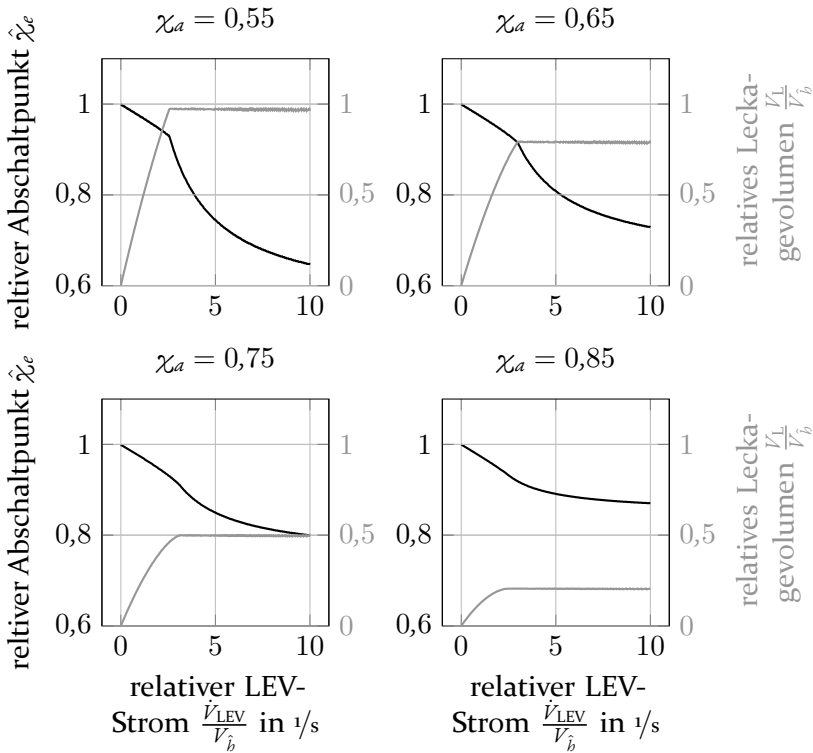 χₐ = 0,55
χₐ = 0,65
reltiver Abschaltpunkt χ̂ₑ
1
0,8
0,6
0
5
10
1
0,5
0
1
0,8
0,6
0
5
10
1
0,5
0
relatives Lecka-
gevolumen V_L/V_ĥ
χₐ = 0,75
χₐ = 0,85
reltiver Abschaltpunkt χ̂ₑ
1
0,8
0,6
0
5
10
1
0,5
0
1
0,8
0,6
0
5
10
1
0,5
0
relatives Lecka-
gevolumen V_L/V_ĥ
relativer LEV-
Strom V̇_LEV/V_ĥ in 1/s
relativer LEV-
Strom V̇_LEV/V_ĥ in 1/s